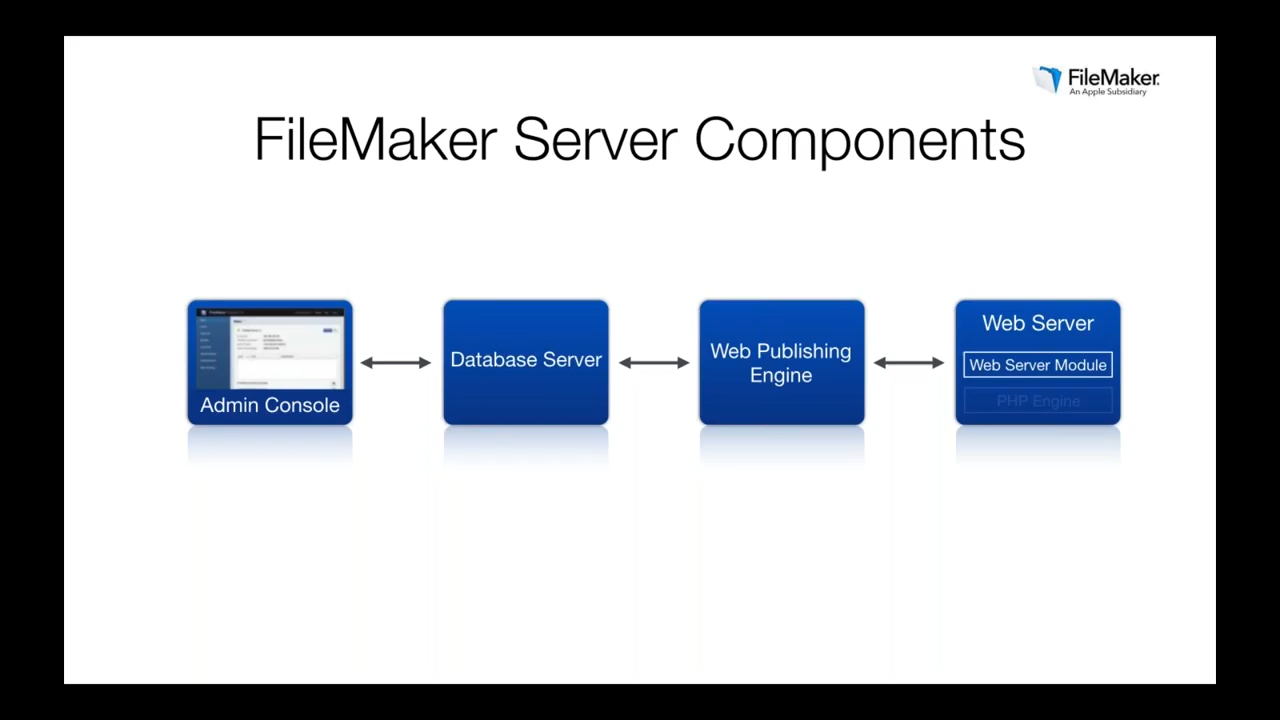 FileMaker.
An Apple Subsidiary
FileMaker Server Components
Admin Console
Database Server
Web Publishing
Engine
Web Server
Web Server Module
PHP Engine